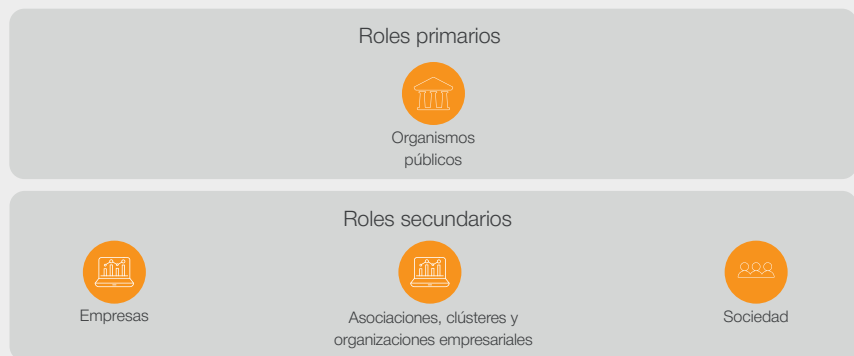 Roles primarios
Organismos
públicos
Roles secundarios
Empresas
Asociaciones, clústeres y
organizaciones empresariales
Sociedad